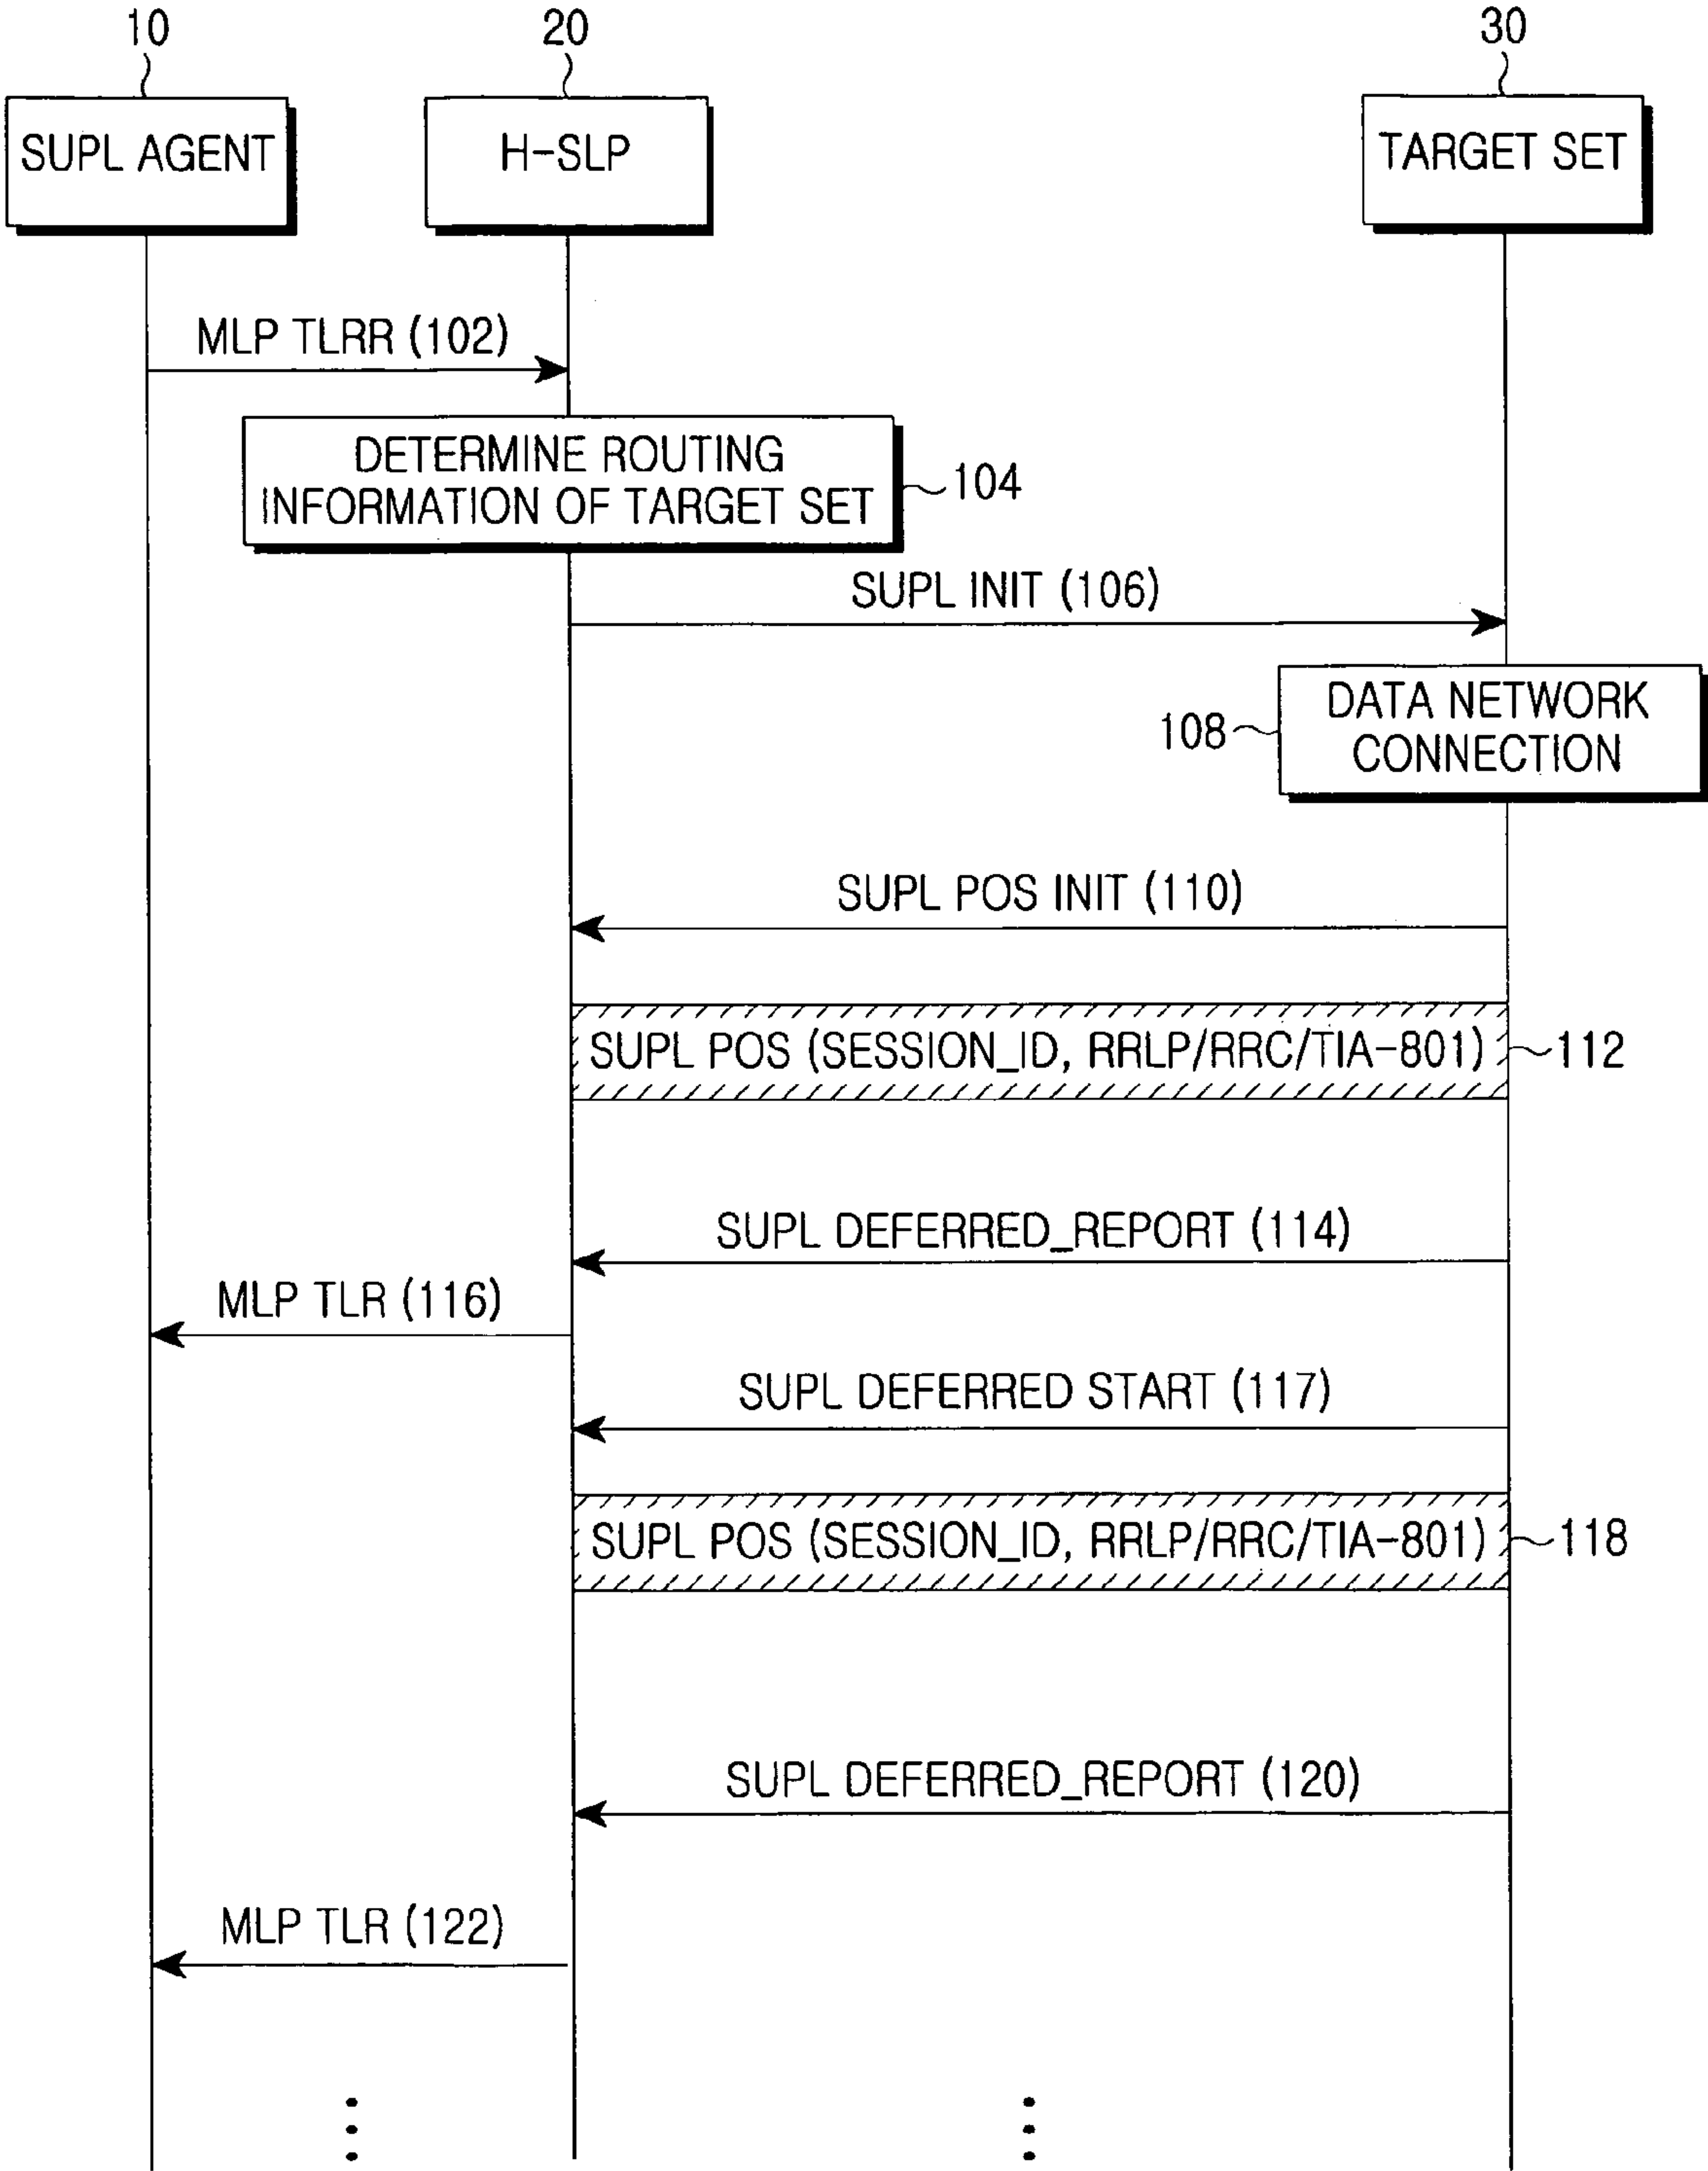 10
20
30
SUPL AGENT
H-SLP
TARGET SET
MLP TLRR (102)
DETERMINE ROUTING
INFORMATION OF TARGET SET
104
SUPL INIT (106)
DATA NETWORK
CONNECTION
108
SUPL POS INIT (110)
SUPL POS (SESSION_ID, RRLP/RRC/TIA-801)
112
SUPL DEFERRED_REPORT (114)
MLP TLR (116)
SUPL DEFERRED START (117)
SUPL POS (SESSION_ID, RRLP/RRC/TIA-801)
118
SUPL DEFERRED_REPORT (120)
MLP TLR (122)